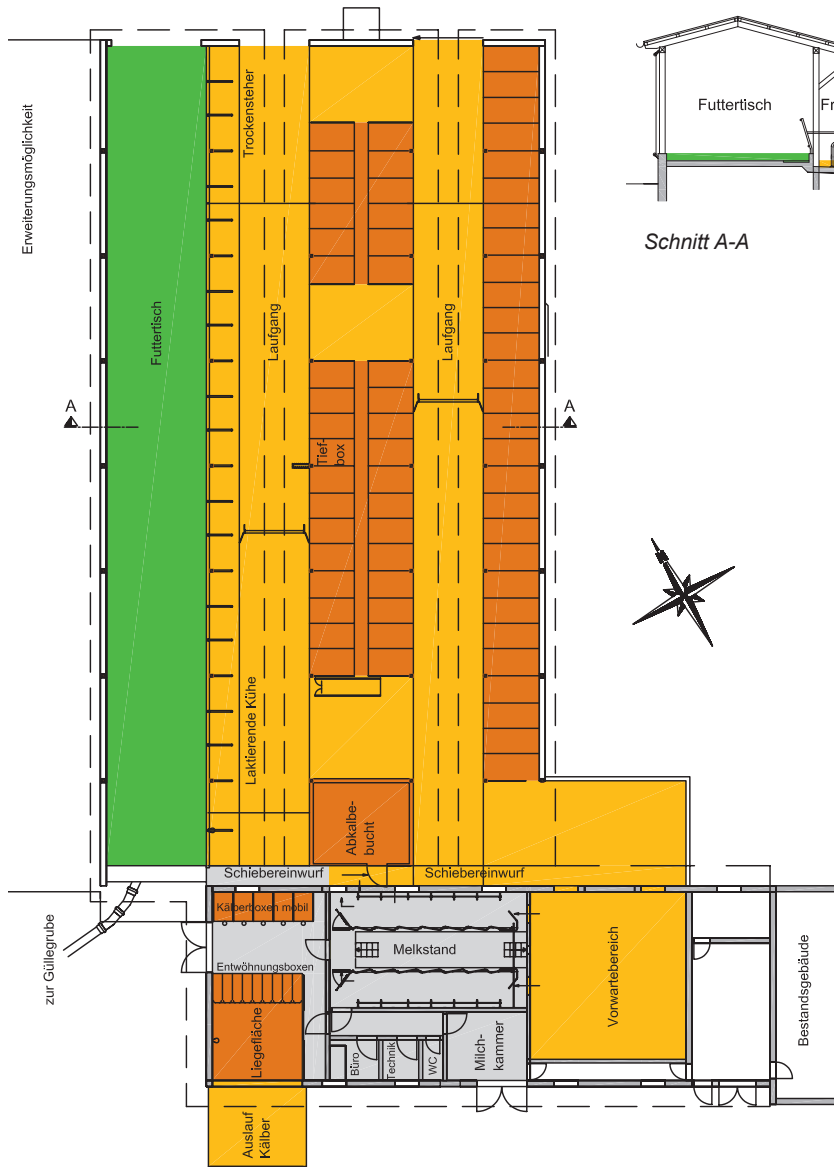 Erweiterungsmöglichkeit
Trockensteher
Futtertisch
Fr
Schnitt A-A
Futtertisch
Laufgang
Laufgang
A
A
Tief-
box
N
Laktierende Kühe
Abkalbe-
bucht
Schiebereinwurf
Schiebereinwurf
Kälberboxen mobil
zur Güllegrube
Entwöhnungsboxen
Melkstand
Vorwartebereich
Bestandsgebäude
Liegefläche
Büro
Technik
WC
Milch-
kammer
Auslauf
Kälber